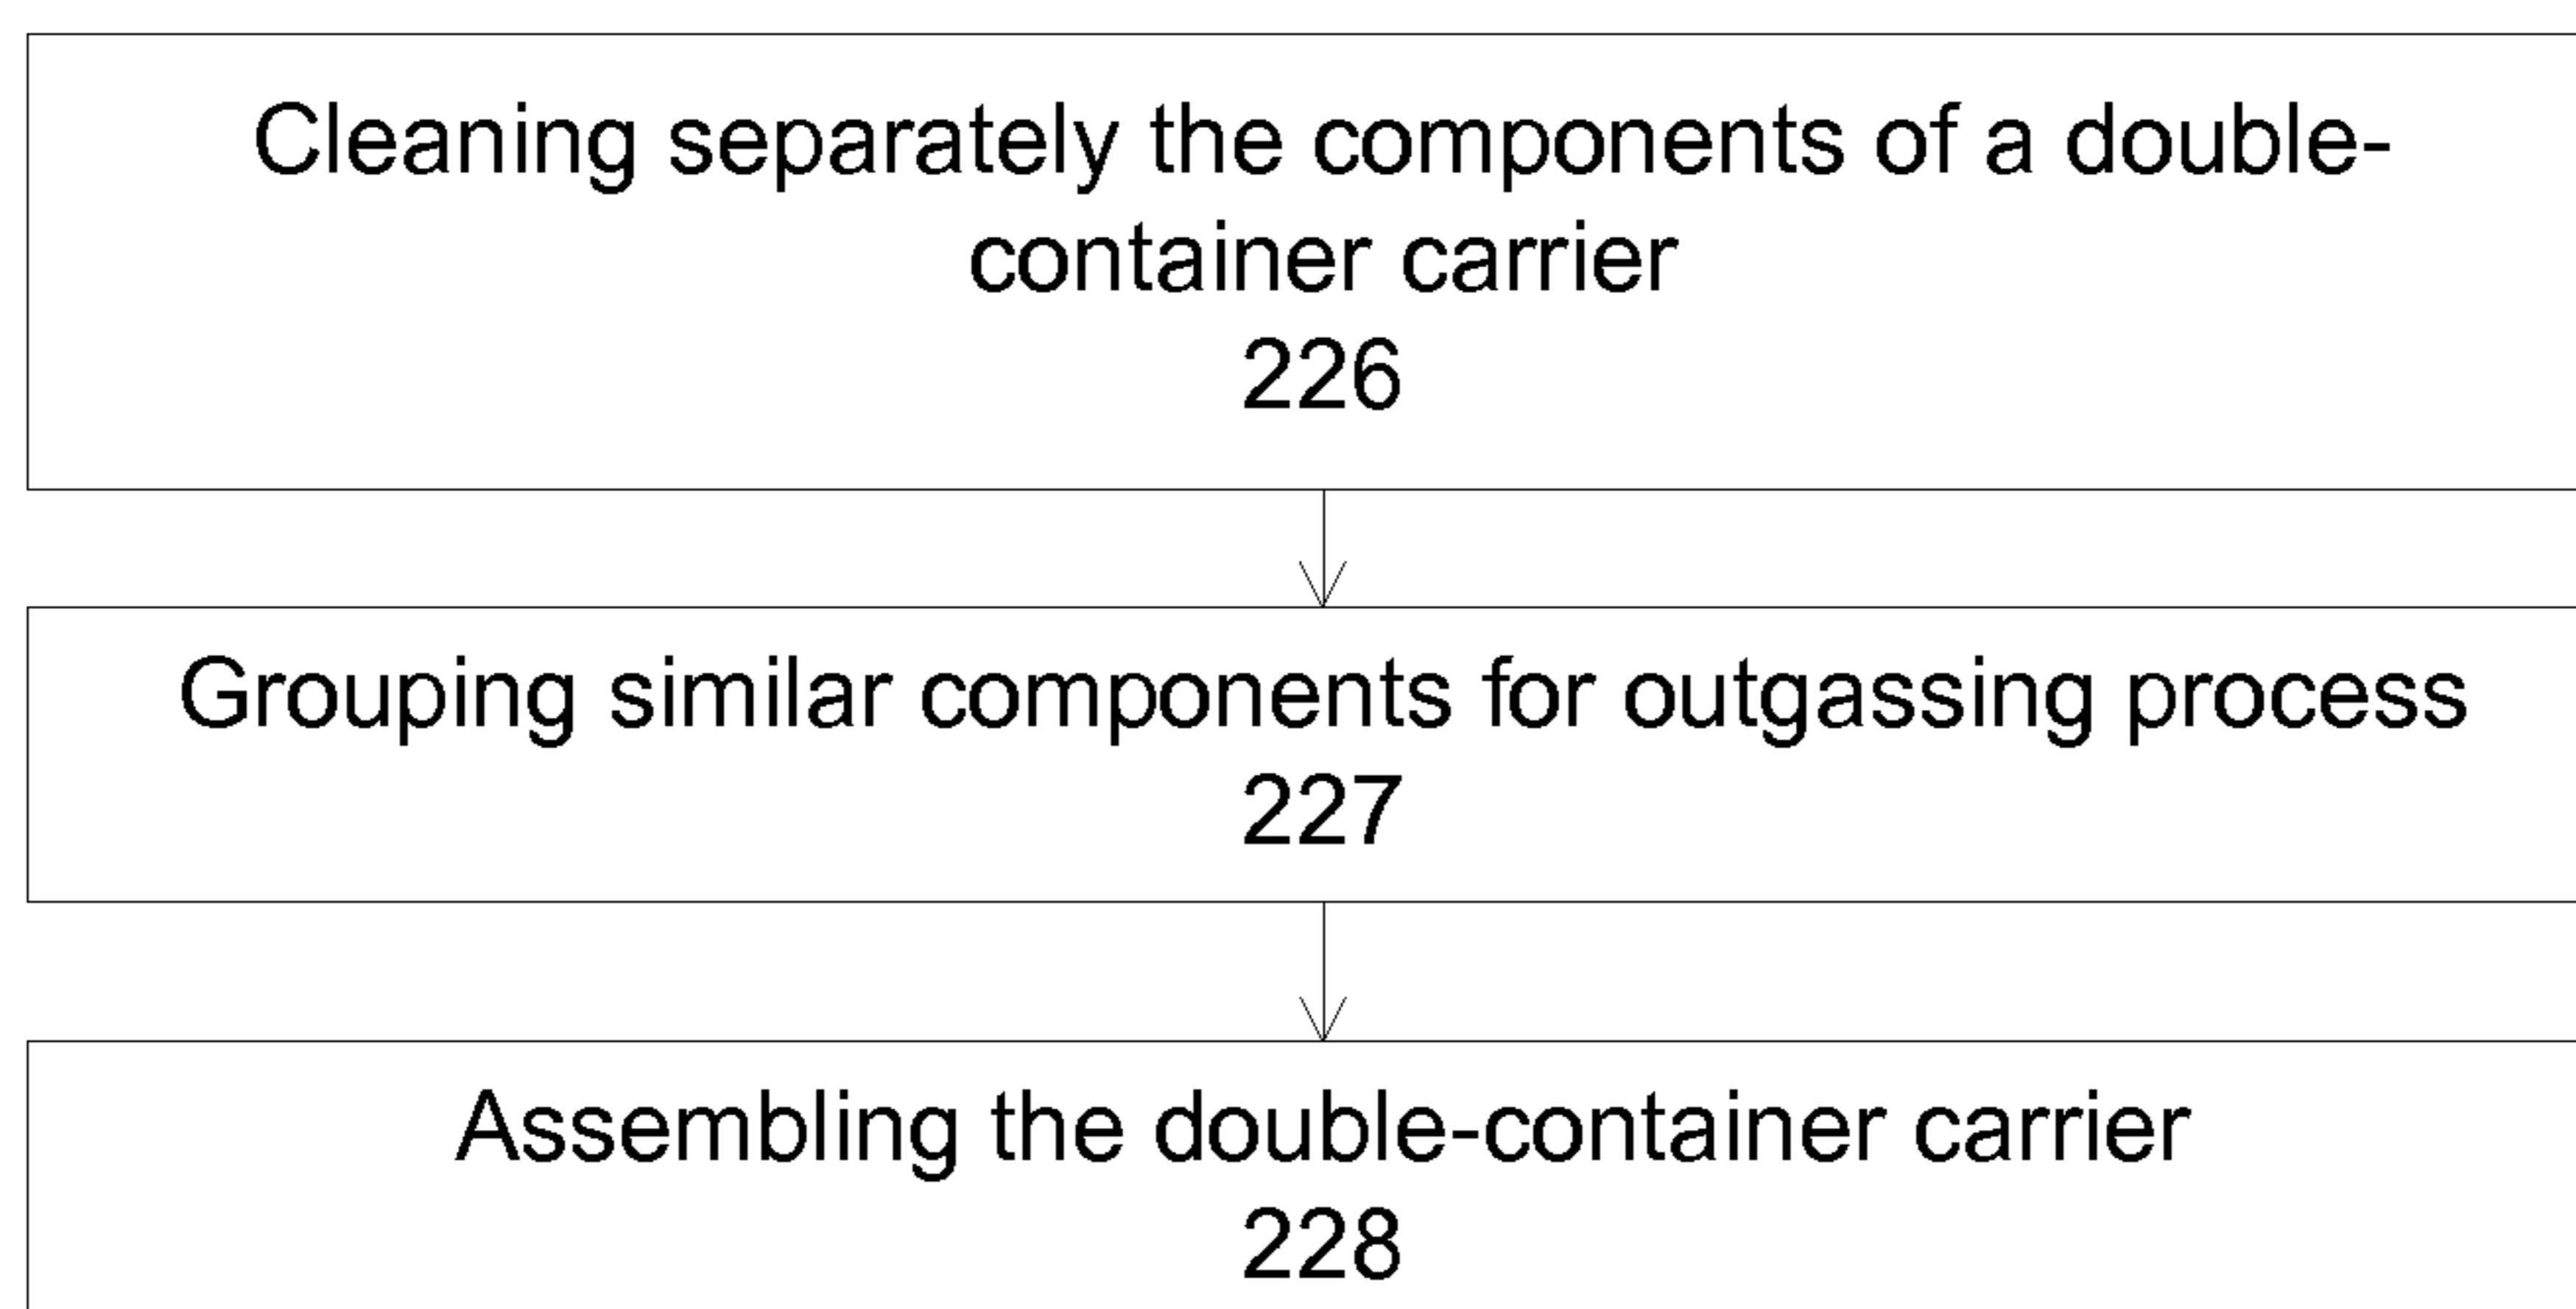 Cleaning separately the components of a double-
container carrier
226
Grouping similar components for outgassing process
227
Assembling the double-container carrier
228